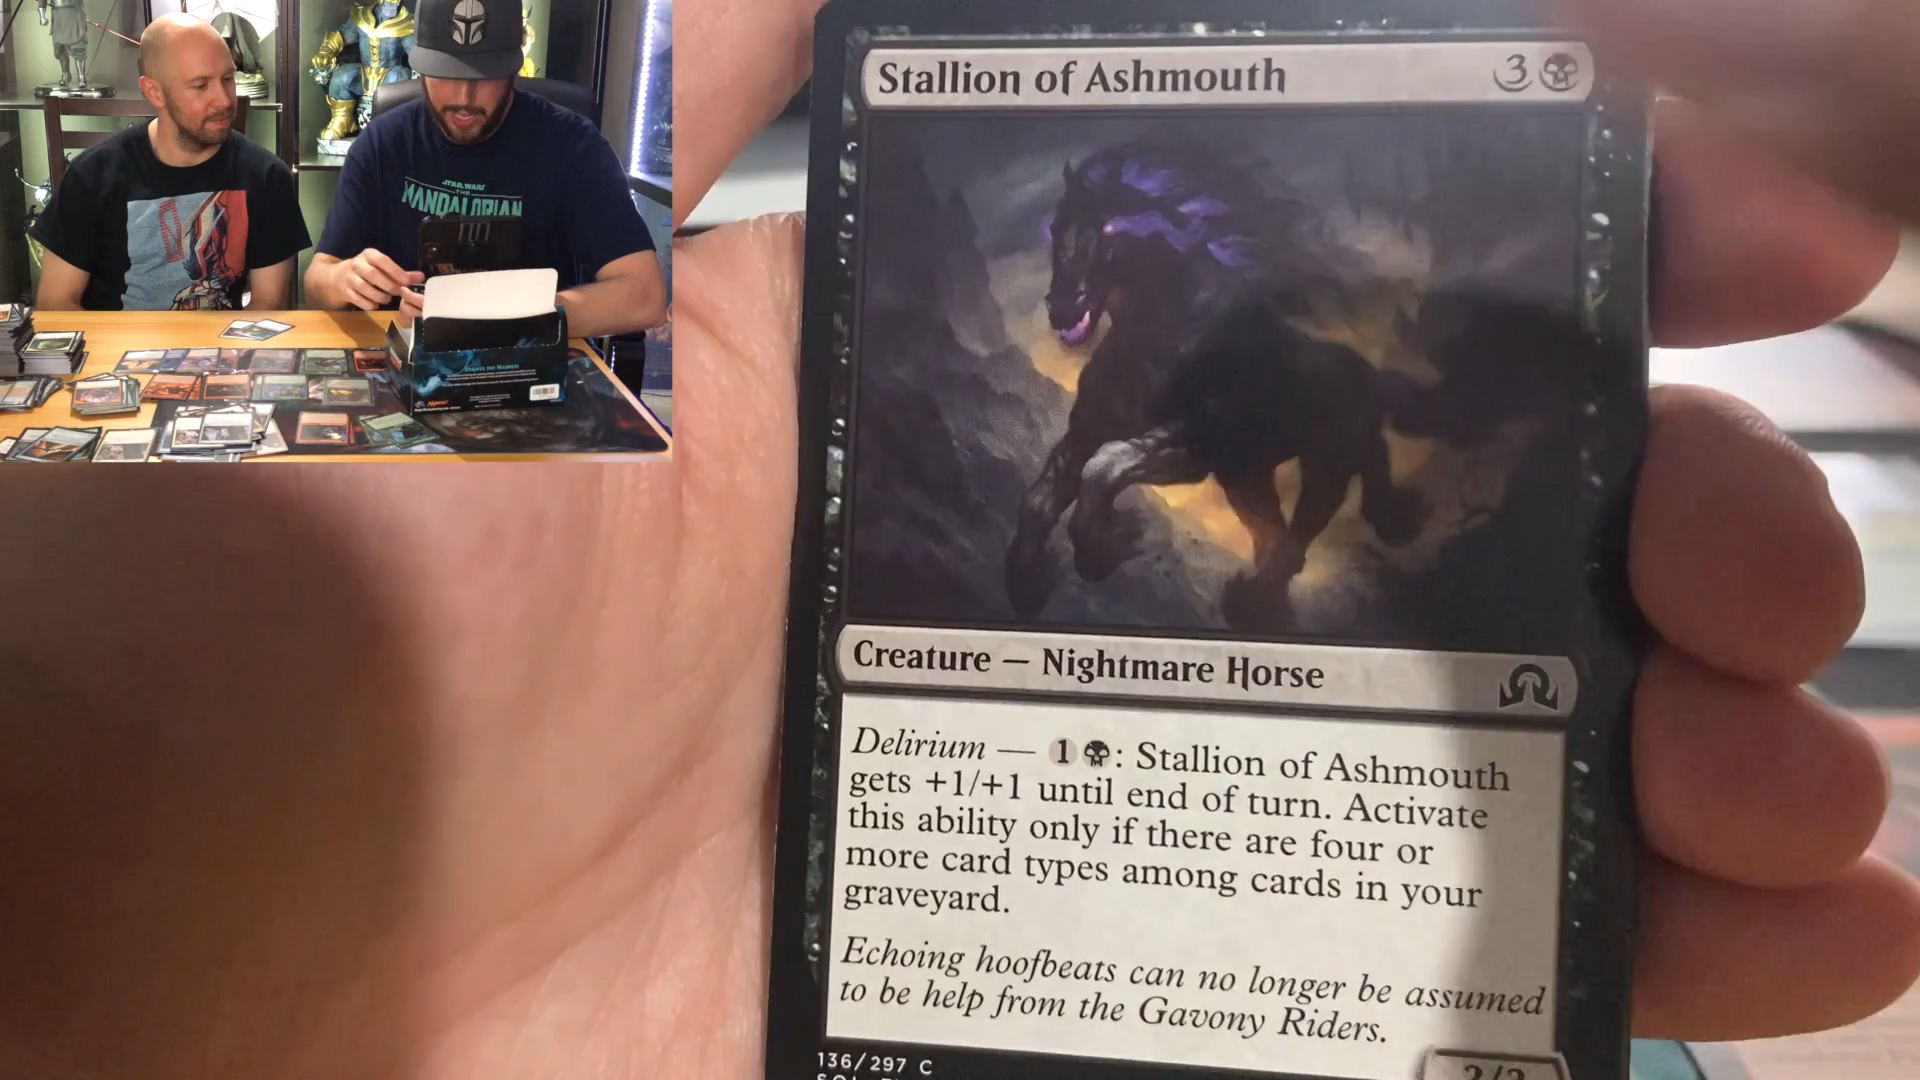 STAR WARS
THE
MANDALORIAN
Stallion of Ashmouth 3
Creature — Nightmare Horse
Delirium — 1 : Stallion of Ashmouth
gets +1/+1 until end of turn. Activate
this ability only if there are four or
more card types among cards in your
graveyard.
Echoing hoofbeats can no longer be assumed
to be help from the Gavony Riders.
136/297 C